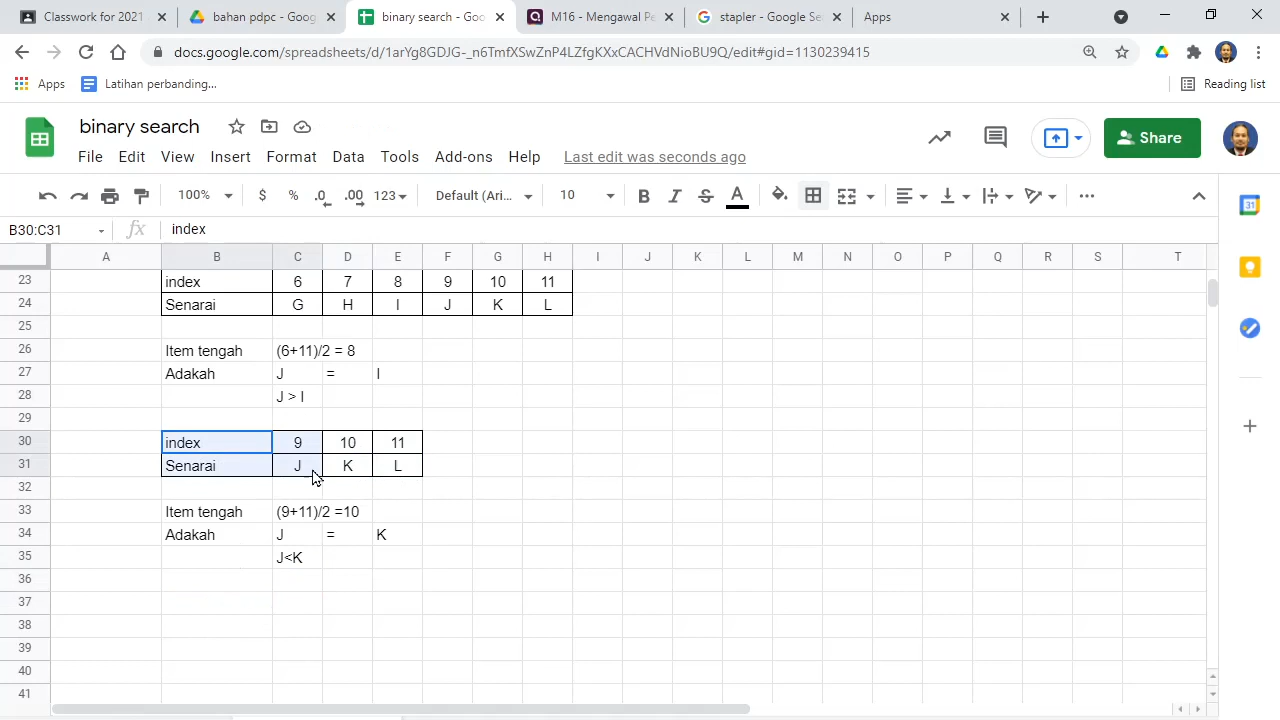 Classwork for 2021
bahan pdpc - Goog
binary search - Goo
M16 - Mengawal Pe
G stabler - Google Se
Apps
docs.google.com/spreadsheets/d/1arYg8GDJG-_n6TmfXSwZnP4LZfgKXxCACHVdNioBU9Q/edit#gid=1130239415
Apps
Latihan perbanding...
Reading list
binary search
Share
File Edit View Insert Format Data Tools Add-ons Help Last edit was seconds ago
100% $ % .0 .00 123 Default (Ari... 10 B I S A
31
B30:C31 fx index
A B C D E F G H I J K L M N O P Q R S T
23 index 6 7 8 9 10 11
24 Senarai G H I J K L
25
26 Item tengah (6+11)/2 = 8
27 Adakah J = I
28 J > I
29
30 index 9 10 11
31 Senarai J K L
32
33 Item tengah (9+11)/2 =10
34 Adakah J = K
35 J<K
36
37
38
39
40
41